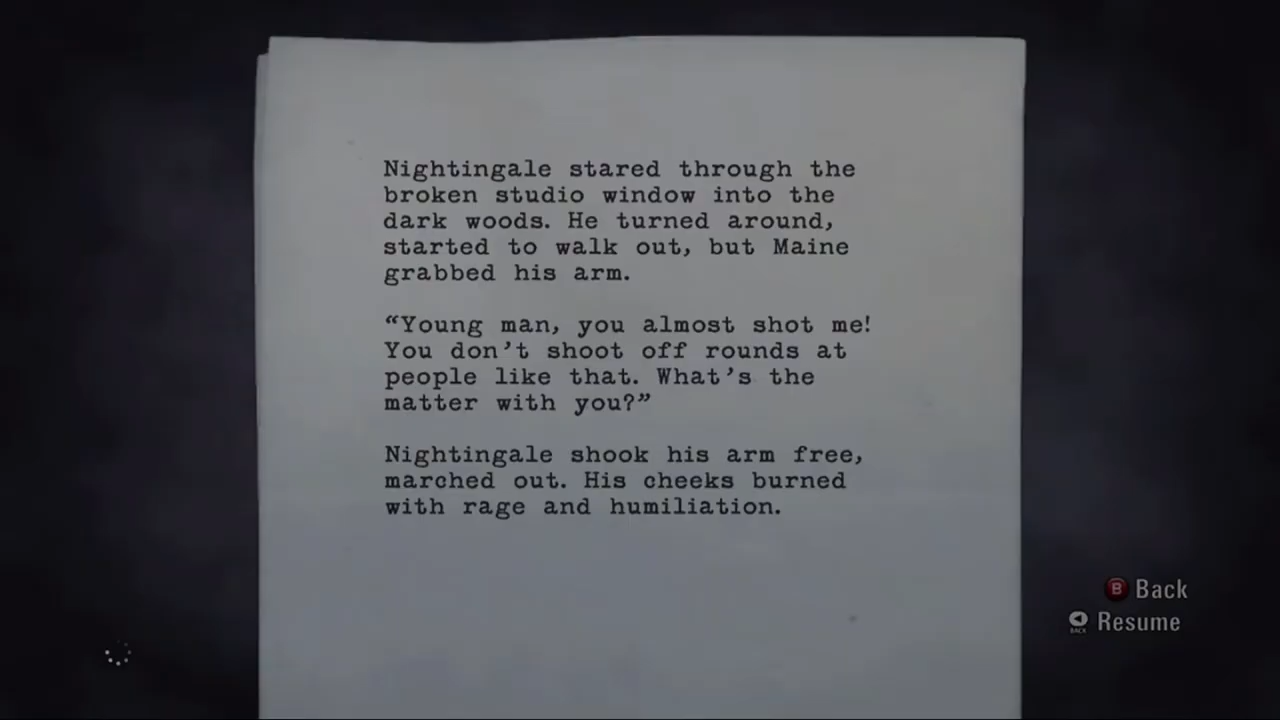 Nightingale stared through the
broken studio window into the
dark woods. He turned around,
started to walk out, but Maine
grabbed his arm.
“Young man, you almost shot me!
You don’t shoot off rounds at
people like that. What’s the
matter with you?”
Nightingale shook his arm free,
marched out. His cheeks burned
with rage and humiliation.
B Back
BACK Resume